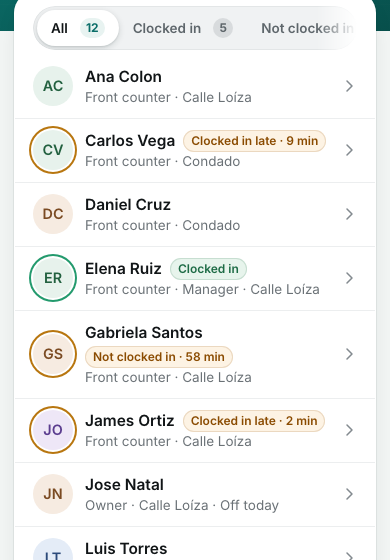 All 12 Clocked in 5 Not clocked in
AC Ana Colon
Front counter · Calle Loíza
CV Carlos Vega Clocked in late · 9 min
Front counter · Condado
DC Daniel Cruz
Front counter · Condado
ER Elena Ruiz Clocked in
Front counter · Manager · Calle Loíza
GS Gabriela Santos
Not clocked in · 58 min
Front counter · Calle Loíza
JO James Ortiz Clocked in late · 2 min
Front counter · Calle Loíza
JN Jose Natal
Owner · Calle Loíza · Off today
LT Luis Torres